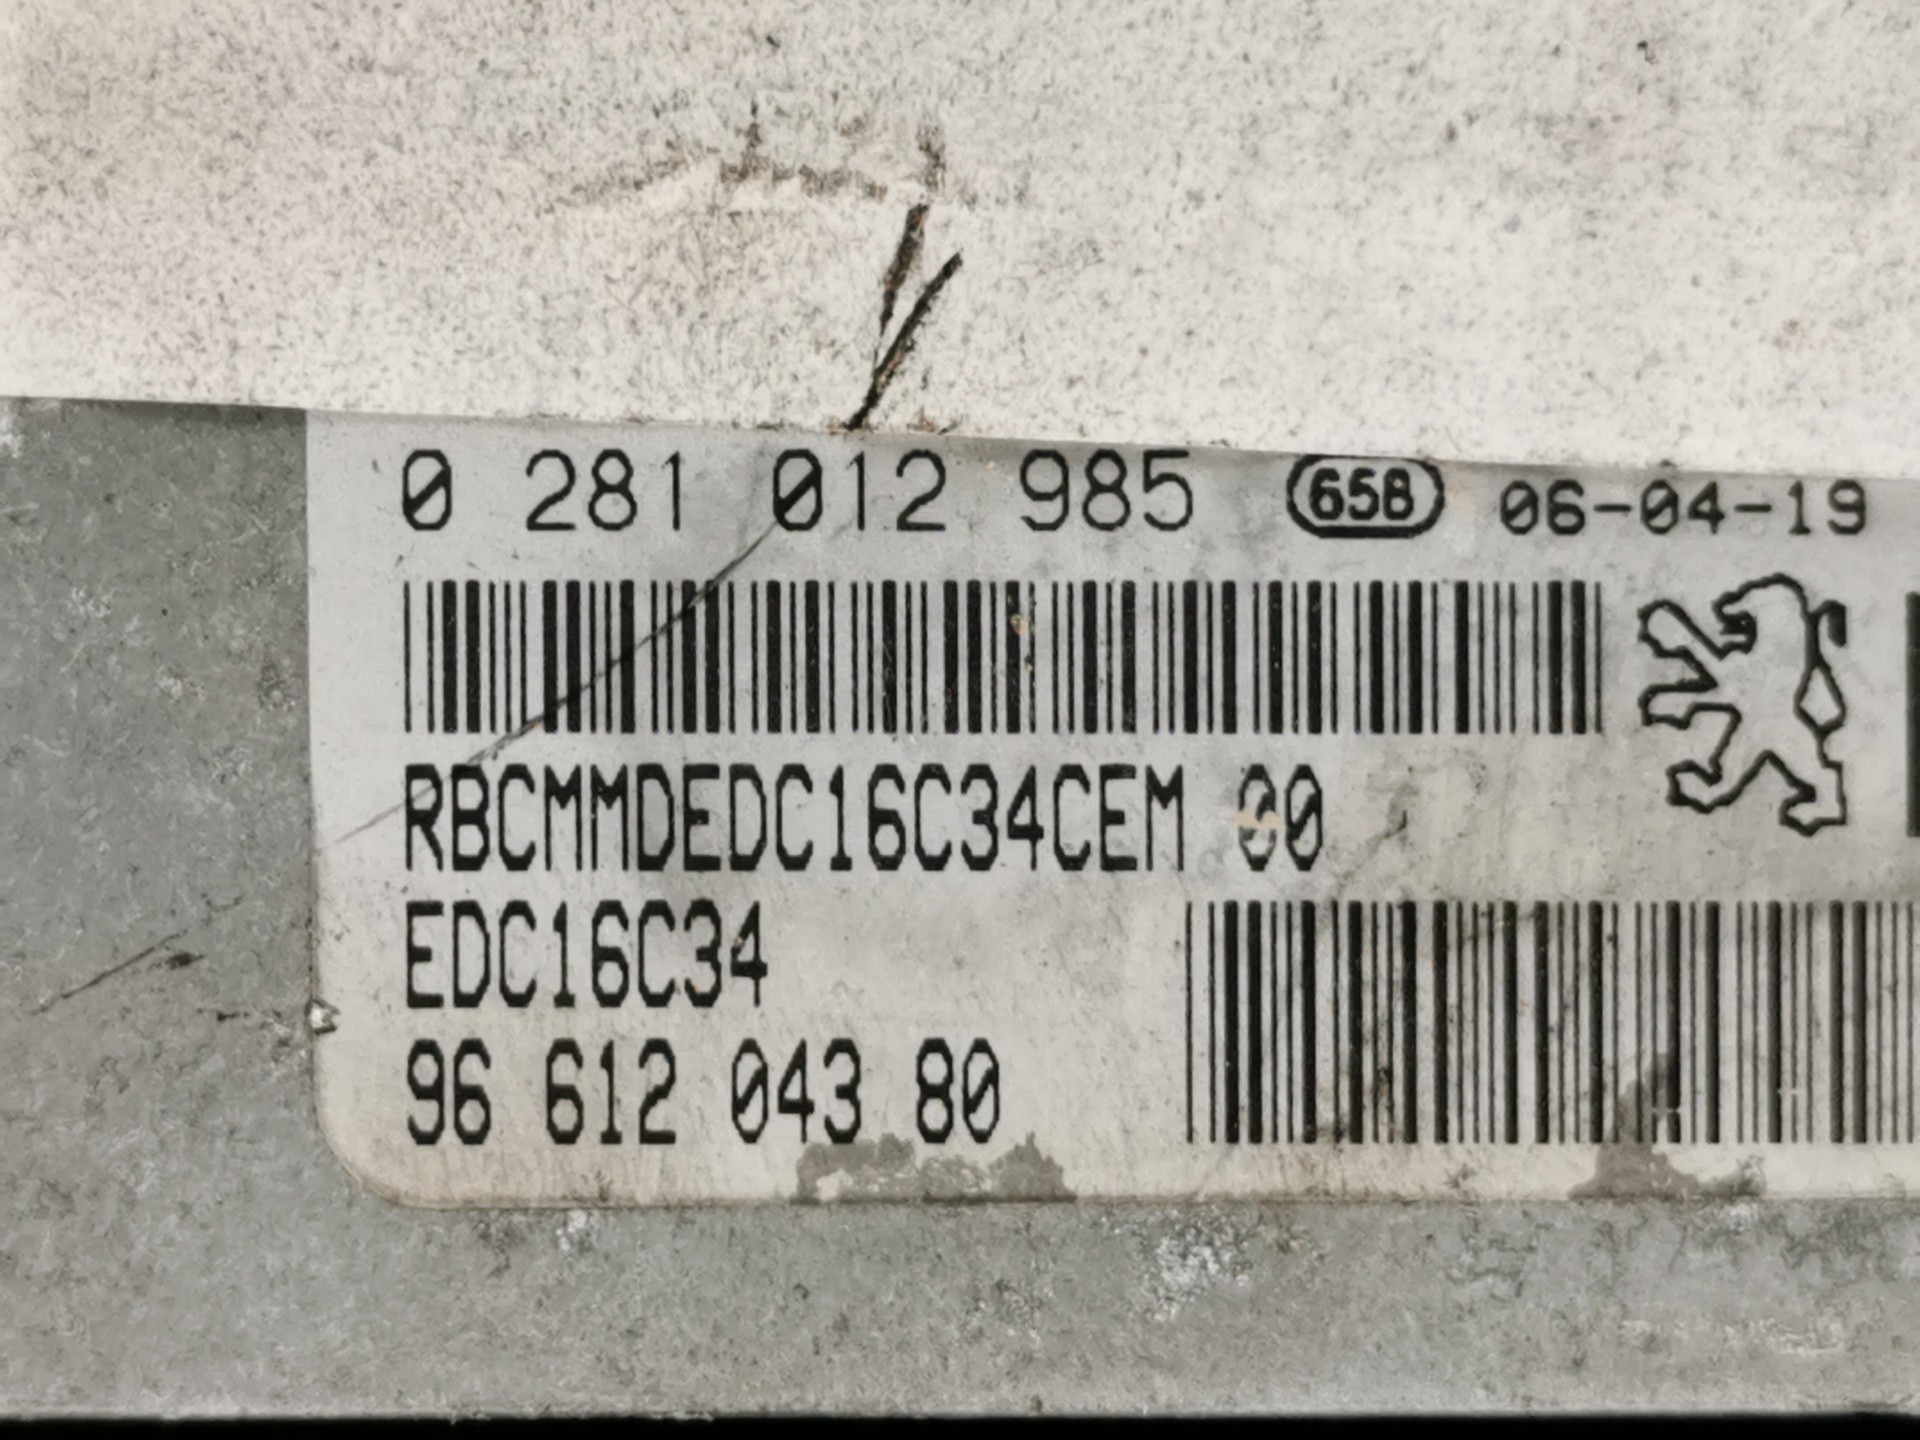 0 281 012 985 658 06-04-19
RBCMMDEDC16C34CEM 00
EDC16C34
96 612 043 80